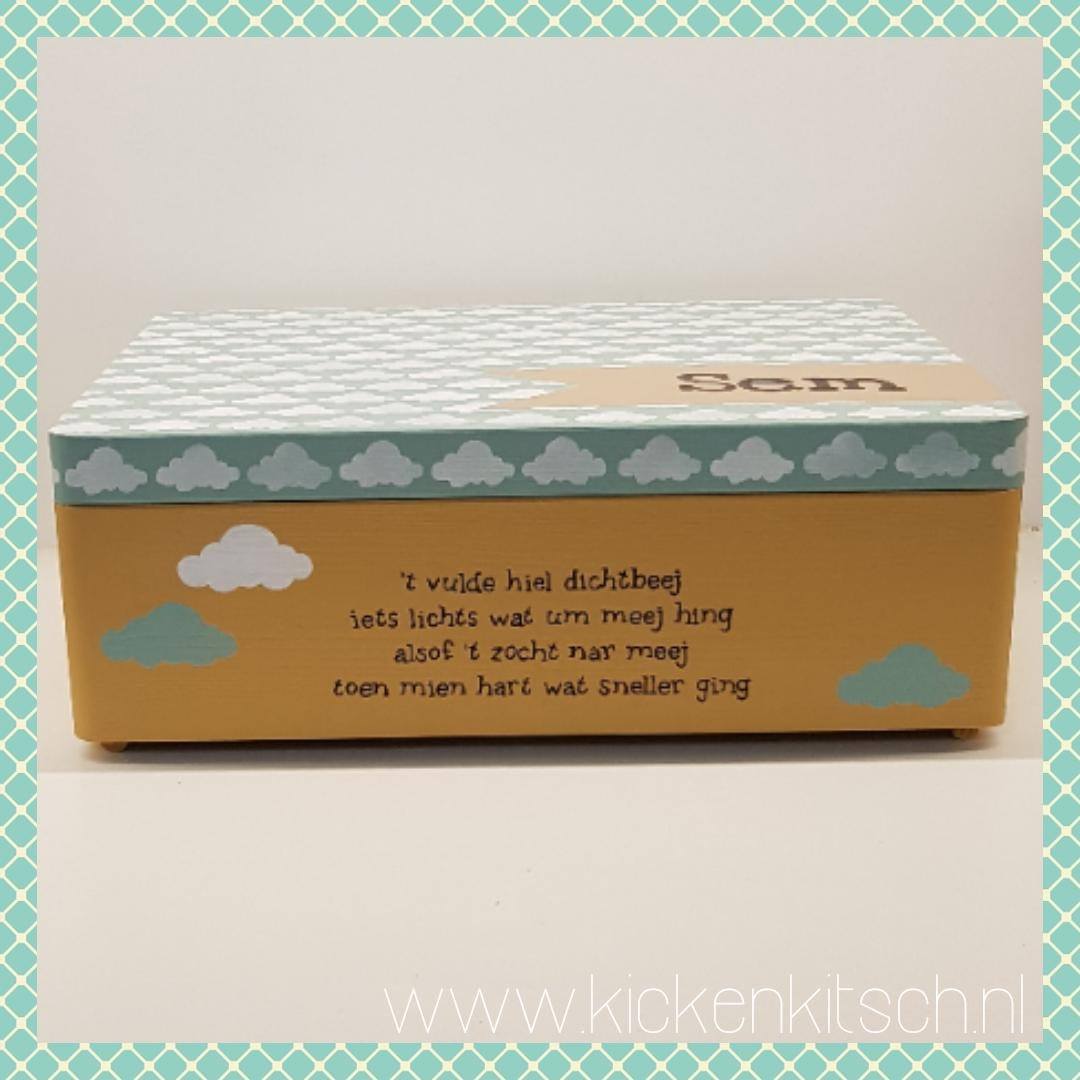 Sam
't vulde hiel dichtbeej
iets lichts wat um meej hing
alsof 't zocht nar meej
toen mien hart wat sneller ging
www.kickenkitsch.nl